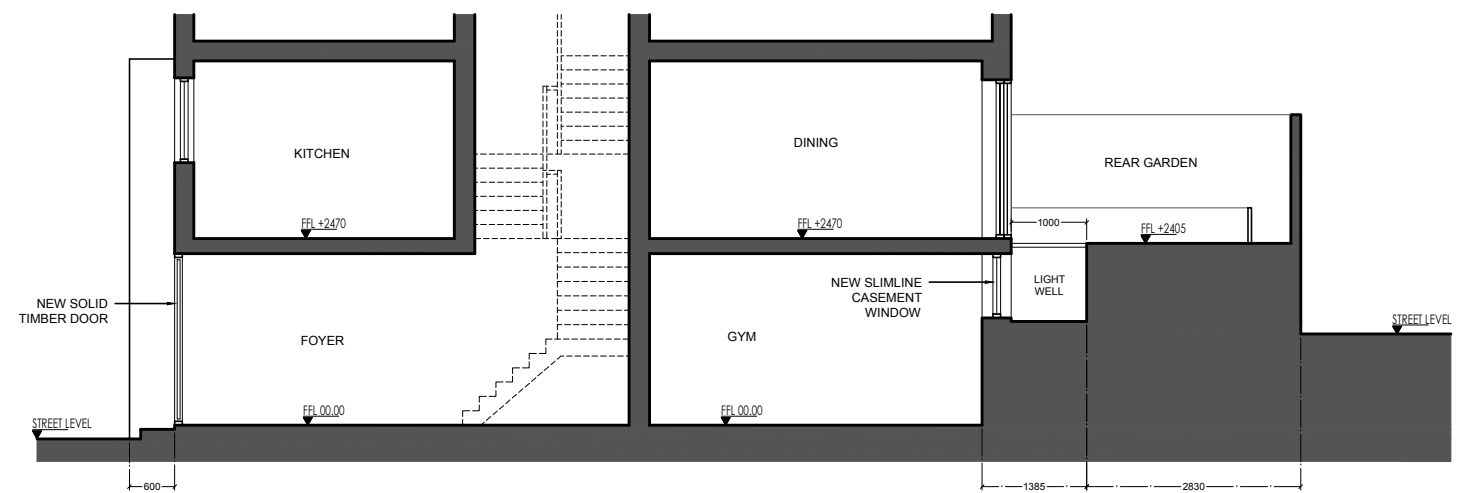 KITCHEN
DINING
REAR GARDEN
FFL +2470
FFL +2470
1000
FFL +2405
NEW SOLID
TIMBER DOOR
NEW SLIMLINE
CASEMENT
WINDOW
LIGHT
WELL
FOYER
GYM
STREET LEVEL
FFL 00.00
FFL 00.00
STREET LEVEL
600
1385
2830